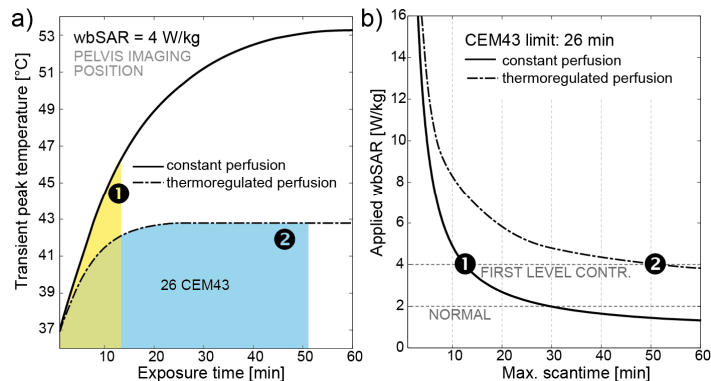 a)
wbSAR = 4 W/kg
PELVIS IMAGING
POSITION
Transient peak temperature [°C]
53
51
49
47
45
43
41
39
37
constant perfusion
thermoregulated perfusion
1
2
26 CEM43
10 20 30 40 50 60
Exposure time [min]
b)
CEM43 limit: 26 min
constant perfusion
thermoregulated perfusion
Applied wbSAR [W/kg]
16
14
12
10
8
6
4
2
0
1
2
FIRST LEVEL CONTR.
NORMAL
10 20 30 40 50 60
Max. scantime [min]